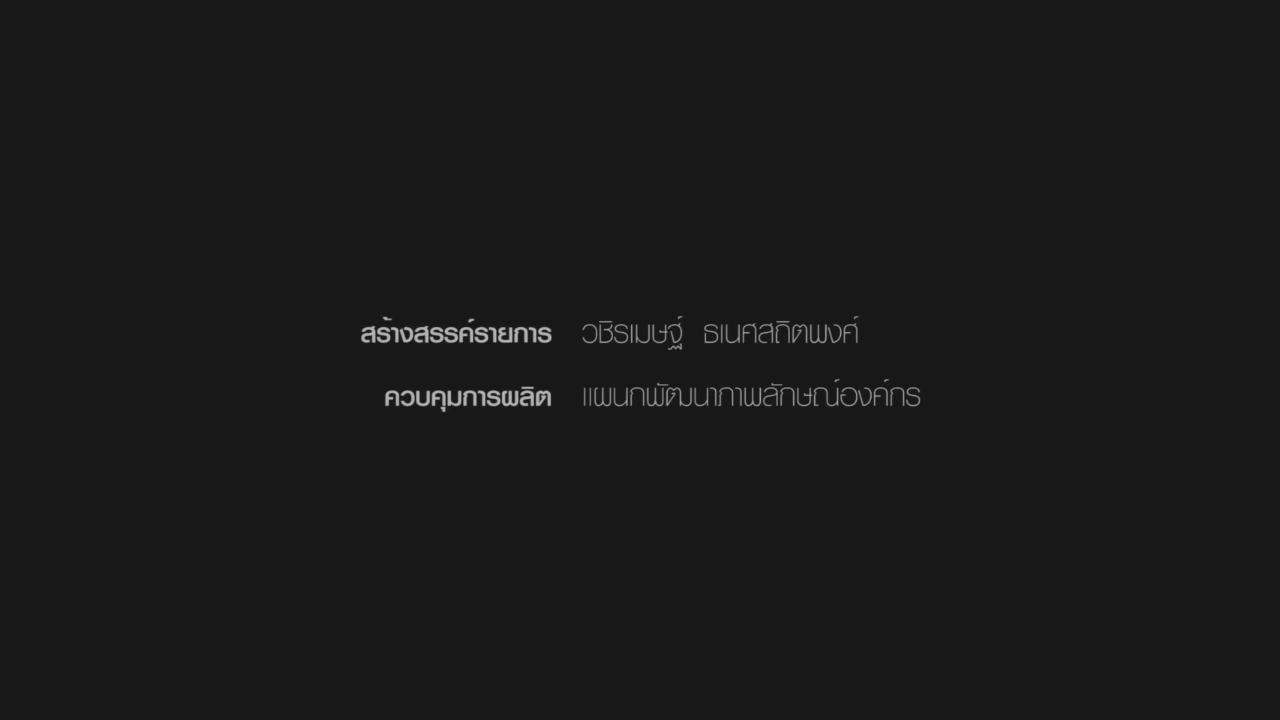 สร้างสรรค์รายการ วชิรเมษฐ์ ธเนศสถิตพงศ์
ควบคุมการผลิต แผนกพัฒนาภาพลักษณ์องค์กร